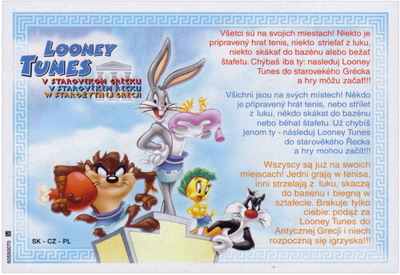 LOONEY
TUNES
V STAROVEKOM GRÉCKU
V STAROVĚKÉM ŘECKU
W STAROŻYTNEJ GRECJI
Všetci sú na svojich miestach! Niekto je
pripravený hrať tenis, niekto strielať z luku,
niekto skákať do bazénu alebo bežať
štafetu. Chýbaš iba ty: nasleduj Looney
Tunes do starovekého Grécka
a hry môžu začať!!!
Všichni jsou na svých místech! Někdo
je připravený hrát tenis, nebo střílet
z luku, někdo skákat do bazénu
nebo běhat štafetu. Už chybíš
jenom ty - následuj Looney Tunes
do starověkého Řecka
a hry mohou začít!!!
Wszyscy są już na swoich
miejscach! Jedni grają w tenisa,
inni strzelają z łuku, skaczą
do basenu i biegną w
sztafecie. Brakuje tylko
ciebie: podąż za
Looney Tunes do
Antycznej Grecji i niech
rozpoczną się igrzyska!!!
SK - CZ - PL